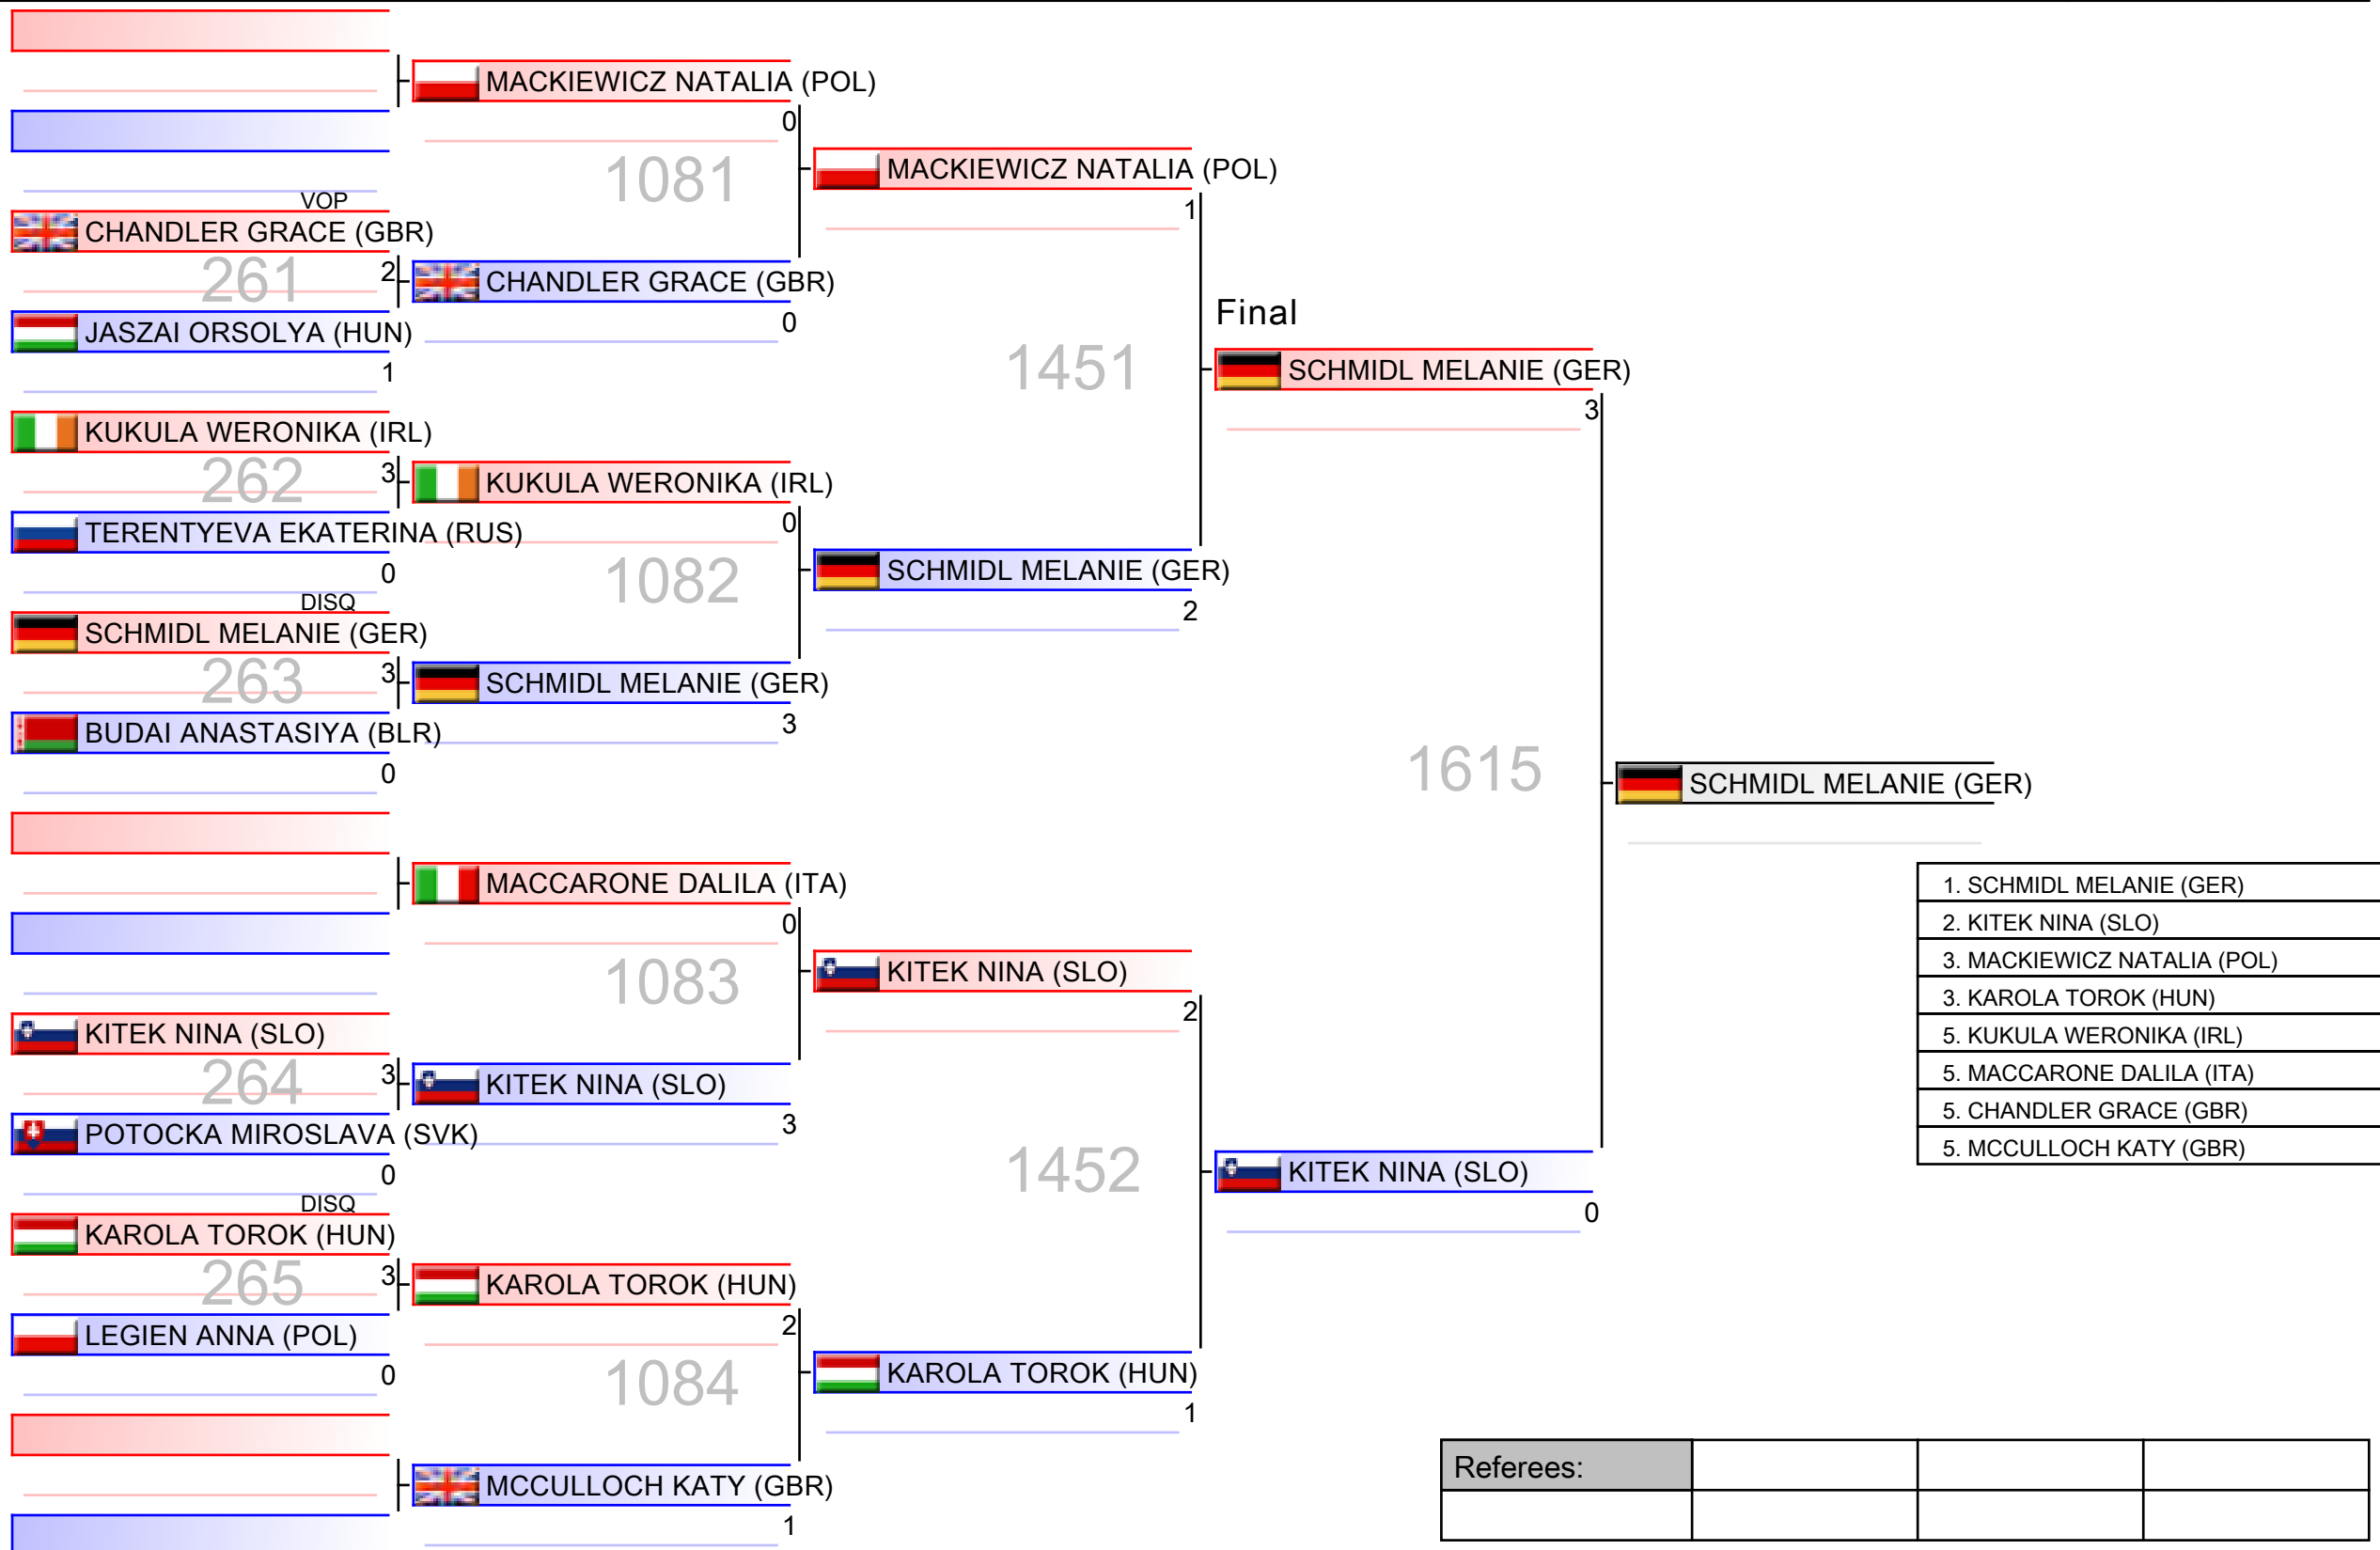 MACKIEWICZ NATALIA (POL)
0
1081
MACKIEWICZ NATALIA (POL)
1
VOP
CHANDLER GRACE (GBR)
261
2
CHANDLER GRACE (GBR)
0
JASZAI ORSOLYA (HUN)
1
Final
1451
SCHMIDL MELANIE (GER)
3
KUKULA WERONIKA (IRL)
262
3
KUKULA WERONIKA (IRL)
0
TERENTYEVA EKATERINA (RUS)
0
1082
SCHMIDL MELANIE (GER)
2
DISQ
SCHMIDL MELANIE (GER)
263
3
SCHMIDL MELANIE (GER)
3
BUDAI ANASTASIYA (BLR)
0
1615
SCHMIDL MELANIE (GER)
MACCARONE DALILA (ITA)
0
1083
KITEK NINA (SLO)
2
KITEK NINA (SLO)
264
3
KITEK NINA (SLO)
3
POTOCKA MIROSLAVA (SVK)
0
1452
KITEK NINA (SLO)
0
DISQ
KAROLA TOROK (HUN)
265
3
KAROLA TOROK (HUN)
2
LEGIEN ANNA (POL)
0
1084
KAROLA TOROK (HUN)
1
MCCULLOCH KATY (GBR)
1
1. SCHMIDL MELANIE (GER)
2. KITEK NINA (SLO)
3. MACKIEWICZ NATALIA (POL)
3. KAROLA TOROK (HUN)
5. KUKULA WERONIKA (IRL)
5. MACCARONE DALILA (ITA)
5. CHANDLER GRACE (GBR)
5. MCCULLOCH KATY (GBR)
Referees: